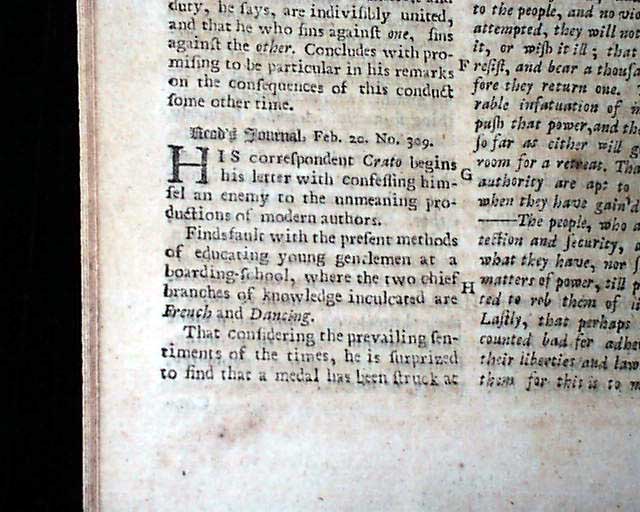 duty, he ſays, are indiviſibly united,
and that he who ſins againſt one, ſins
againſt the other. Concludes with pro-
miſing to be particular in his remarks
on the conſequences of this conduct
ſome other time.
Read's Journal, Feb. 20. No. 309.
HIS correſpondent Crato begins
his letter with confeſſing him-
ſel an enemy to the unmeaning pro-
ductions of modern authors.
Finds fault with the preſent methods
of educating young genclemen at a
boarding-ſchool, where the two chief
branches of knowledge inculcated are
French and Dancing.
That conſidering the prevailing ſen-
timents of the times, he is ſurprized
to find that a medal has been ſtruck at
F
G
H
to the people, and no
attempted, they will not
it, or wiſh it ill; that
reſiſt, and bear a thouſa
fore they return one.
rable infatuation of
puſh that power, and th
ſo far as either will g
room for a retreat. Tha
authority are apt to
when they have gain'd
——The people, who a
tection and ſecurity, a
what they have, nor ſ
matters of power, till p
ted to rob them of
Laſtly, that perhaps
counted bad for adhe
their liberties and law
them for this is to m